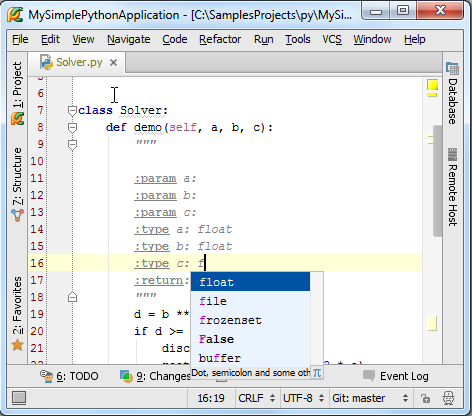 MySimplePythonApplication - [C:\SamplesProjects\py\MySi
File Edit View Navigate Code Refactor Run Tools VCS Window Help
Solver.py
1: Project
7: Structure
2: Favorites
Database
Remote Host
6
7 class Solver:
8 def demo(self, a, b, c):
9 """
10
11 :param a:
12 :param b:
13 :param c:
14 :type a: float
15 :type b: float
16 :type c: f
17 :return:
18 """
19 d = b **
20 if d >=
21 disc
22
float
file
frozenset
False
buffer
Dot, semicolon and some oth π
6: TODO 9: Changes Event Log
16:19 CRLF UTF-8 Git: master